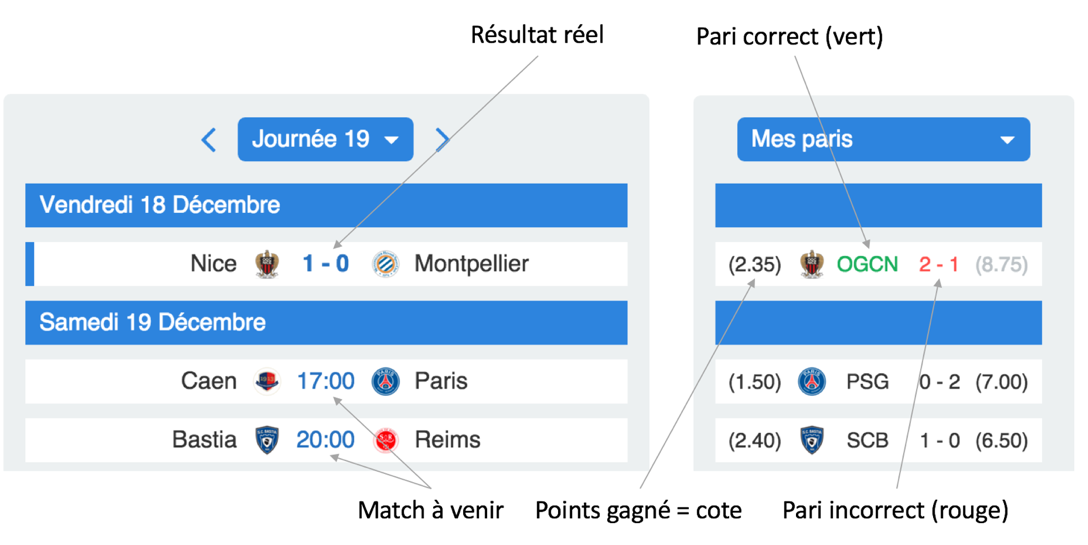 Résultat réel
Pari correct (vert)
Journée 19
Mes paris
Vendredi 18 Décembre
Nice 1 - 0 Montpellier
(2.35) OGCN 2 - 1 (8.75)
Samedi 19 Décembre
Caen 17:00 Paris
(1.50) PSG 0 - 2 (7.00)
Bastia 20:00 Reims
(2.40) SCB 1 - 0 (6.50)
Match à venir
Points gagné = cote
Pari incorrect (rouge)